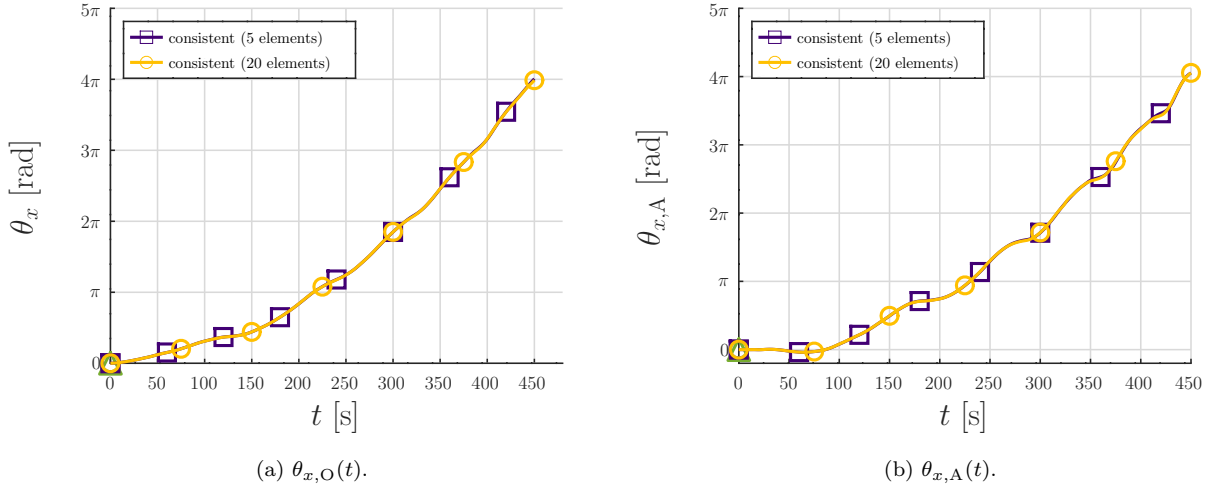 5π
4π
3π
2π
π
0
θx [rad]
consistent (5 elements)
consistent (20 elements)
0 50 100 150 200 250 300 350 400 450
t [s]
(a) θx,O(t).
5π
4π
3π
2π
π
0
θx,A [rad]
consistent (5 elements)
consistent (20 elements)
0 50 100 150 200 250 300 350 400 450
t [s]
(b) θx,A(t).